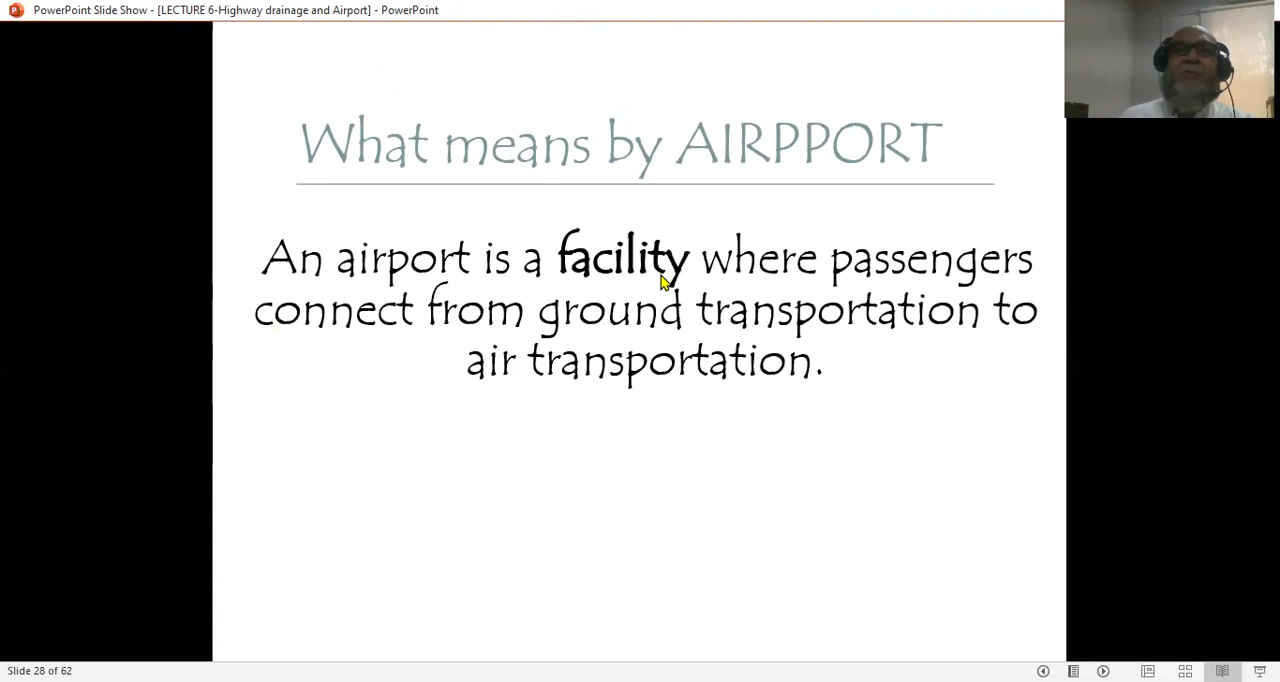 PowerPoint Slide Show - [LECTURE 6-Highway drainage and Airport] - PowerPoint
What means by AIRPPORT
An airport is a facility where passengers
connect from ground transportation to
air transportation.
Slide 28 of 62